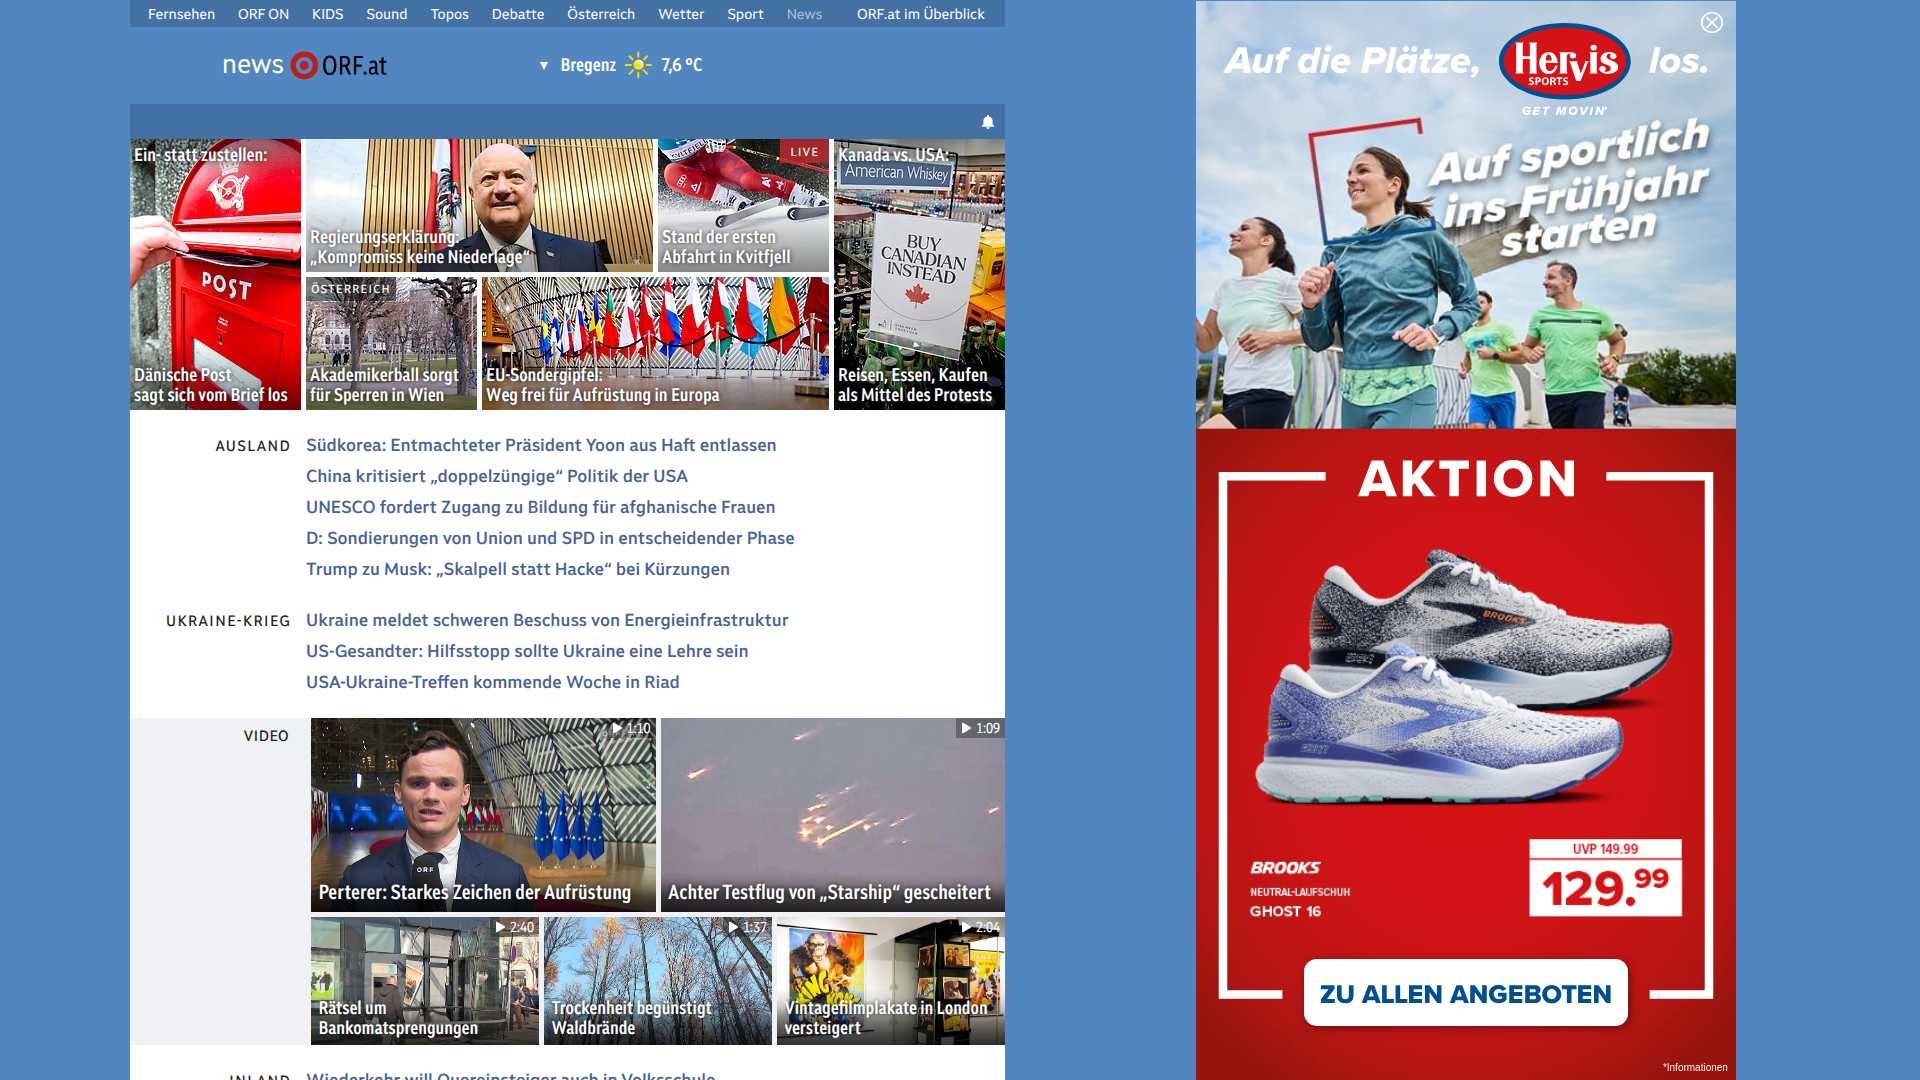 Fernsehen ORF ON KIDS Sound Topos Debatte Österreich Wetter Sport News ORF.at im Überblick
news ORF.at
▼ Bregenz 7,6 °C
Ein- statt zustellen:
POST
Dänische Post
sagt sich vom Brief los
Regierungserklärung:
„Kompromiss keine Niederlage“
LIVE
Stand der ersten
Abfahrt in Kvitfjell
Kanada vs. USA:
American Whiskey
BUY
CANADIAN
INSTEAD
Reisen, Essen, Kaufen
als Mittel des Protests
ÖSTERREICH
Akademikerball sorgt
für Sperren in Wien
EU-Sondergipfel:
Weg frei für Aufrüstung in Europa
AUSLAND
Südkorea: Entmachteter Präsident Yoon aus Haft entlassen
China kritisiert „doppelzüngige“ Politik der USA
UNESCO fordert Zugang zu Bildung für afghanische Frauen
D: Sondierungen von Union und SPD in entscheidender Phase
Trump zu Musk: „Skalpell statt Hacke“ bei Kürzungen
UKRAINE-KRIEG
Ukraine meldet schweren Beschuss von Energieinfrastruktur
US-Gesandter: Hilfsstopp sollte Ukraine eine Lehre sein
USA-Ukraine-Treffen kommende Woche in Riad
VIDEO
1:10
ORF
Perterer: Starkes Zeichen der Aufrüstung
1:09
Achter Testflug von „Starship“ gescheitert
2:40
Rätsel um
Bankomatsprengungen
1:37
Trockenheit begünstigt
Waldbrände
2:04
Vintagefilmplakate in London
versteigert
INLAND
Wiederkehr will Quereinsteiger auch in Volksschule
Auf die Plätze, Hervis los.
SPORTS
GET MOVIN'
Auf sportlich
ins Frühjahr
starten
AKTION
BROOKS
BROOKS
BROOKS
NEUTRAL-LAUFSCHUH
GHOST 16
UVP 149.99
129.99
ZU ALLEN ANGEBOTEN
*Informationen